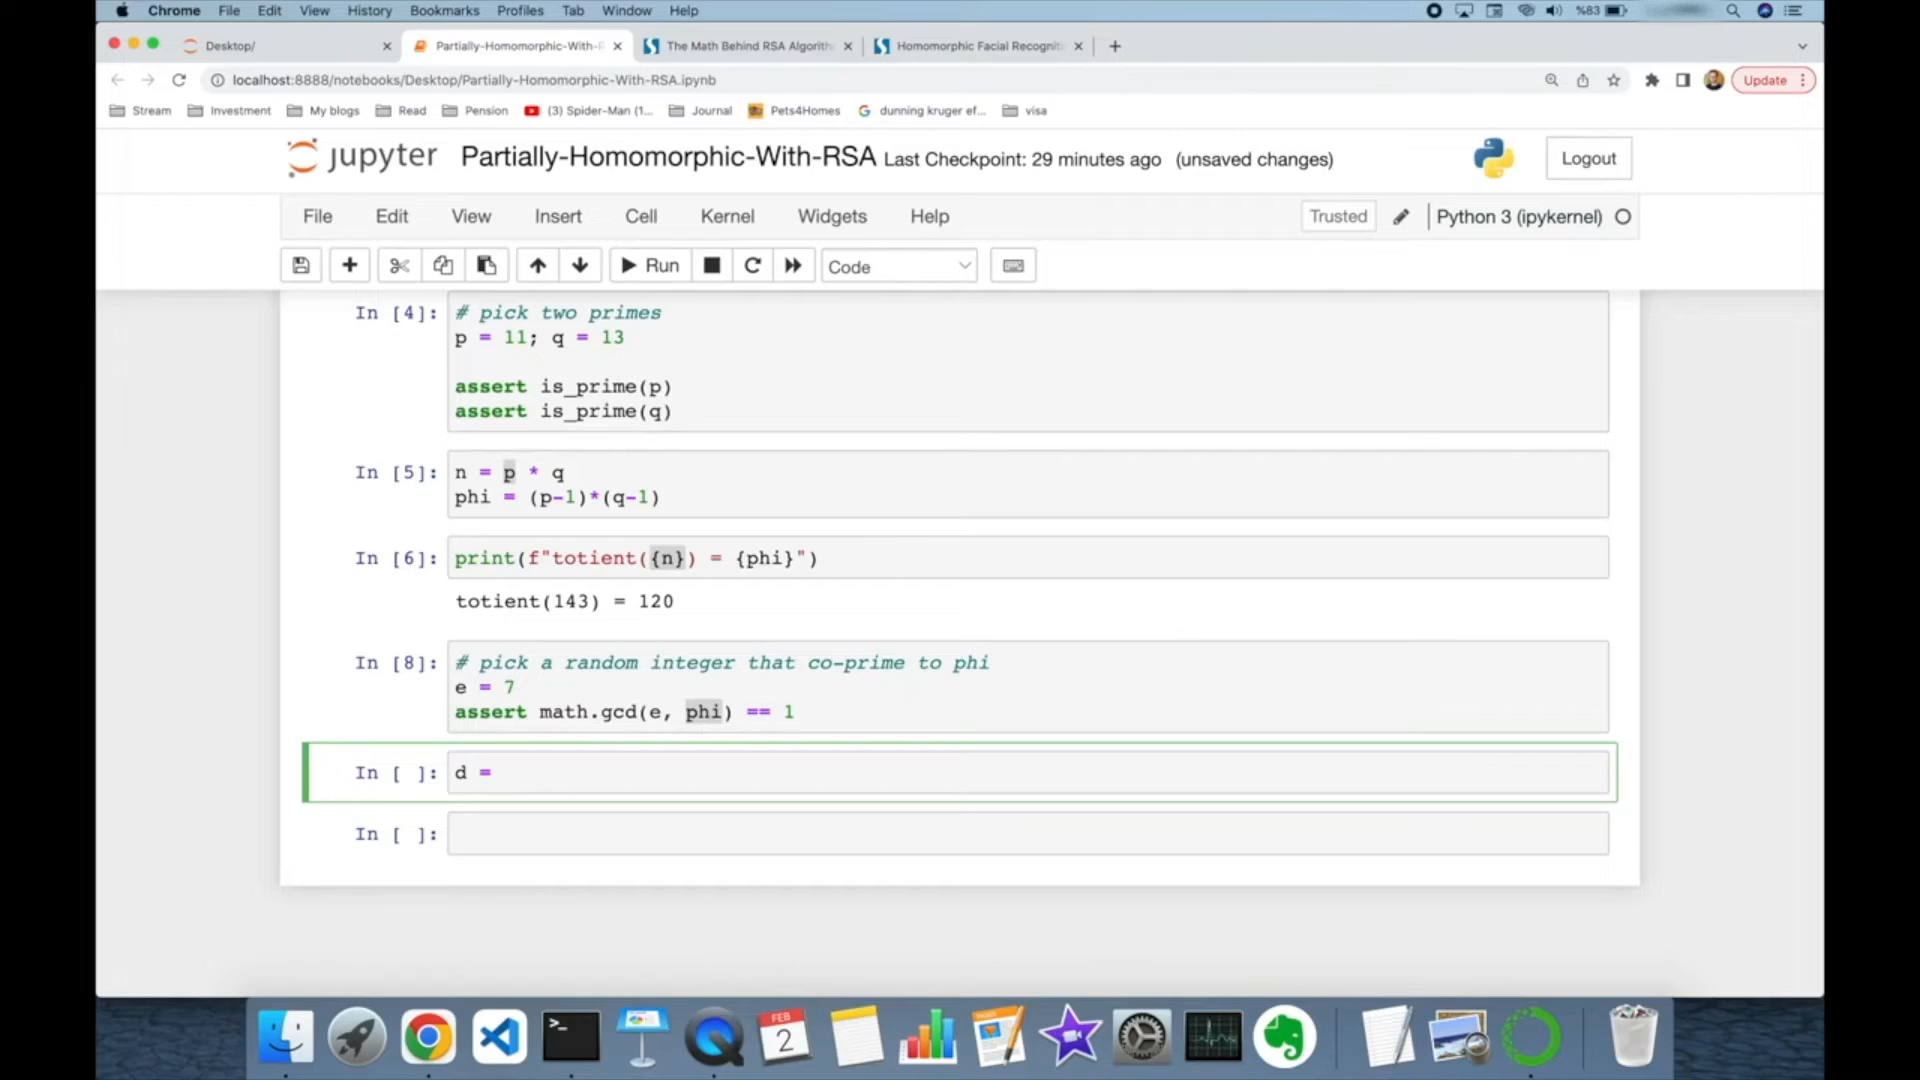 Chrome File Edit View History Bookmarks Profiles Tab Window Help %83
Desktop/ Partially-Homomorphic-With-R The Math Behind RSA Algorith Homomorphic Facial Recogniti
localhost:8888/notebooks/Desktop/Partially-Homomorphic-With-RSA.ipynb Update
Stream Investment My blogs Read Pension (3) Spider-Man (1... Journal Pets4Homes dunning kruger ef... visa
jupyter Partially-Homomorphic-With-RSA Last Checkpoint: 29 minutes ago (unsaved changes) Logout
File Edit View Insert Cell Kernel Widgets Help Trusted Python 3 (ipykernel)
Run Code
In [4]: # pick two primes
p = 11; q = 13
assert is_prime(p)
assert is_prime(q)
In [5]: n = p * q
phi = (p-1)*(q-1)
In [6]: print(f"totient({n}) = {phi}")
totient(143) = 120
In [8]: # pick a random integer that co-prime to phi
e = 7
assert math.gcd(e, phi) == 1
In [ ]: d =
In [ ]:
FEB
2